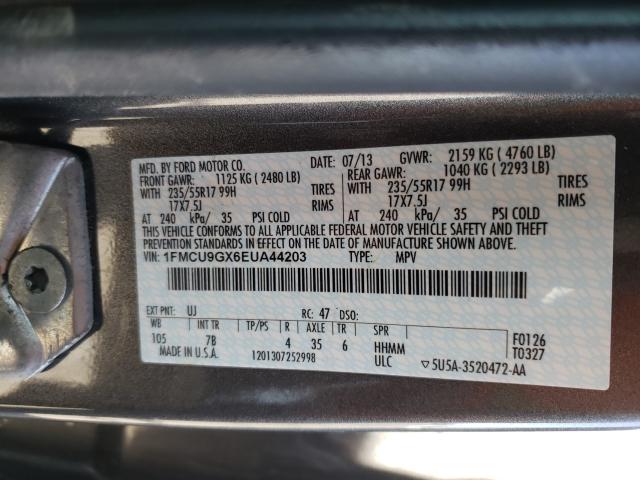 MFD. BY FORD MOTOR CO.
DATE: 07/13 GVWR: 2159 KG ( 4760 LB)
FRONT GAWR: 1125 KG ( 2480 LB) REAR GAWR: 1040 KG ( 2293 LB)
WITH 235/55R17 99H TIRES WITH 235/55R17 99H TIRES
17X7.5J RIMS 17X7.5J RIMS
AT 240 kPa/ 35 PSI COLD AT 240 kPa/ 35 PSI COLD
THIS VEHICLE CONFORMS TO ALL APPLICABLE FEDERAL MOTOR VEHICLE SAFETY, BUMPER, AND THEFT PREVENTION STANDARDS IN EFFECT ON THE DATE OF MANUFACTURE SHOWN ABOVE.
VIN: 1FMCU9GX6EUA44203 TYPE: MPV
EXT PNT: UJ RC: 47 DSO:
WB INT TR TP/PS R AXLE TR SPR
105 7B 4 35 6 HHMM
MADE IN U.S.A. 1201307252998 ULC
F0126
T0327
▽5U5A-3520472-AA